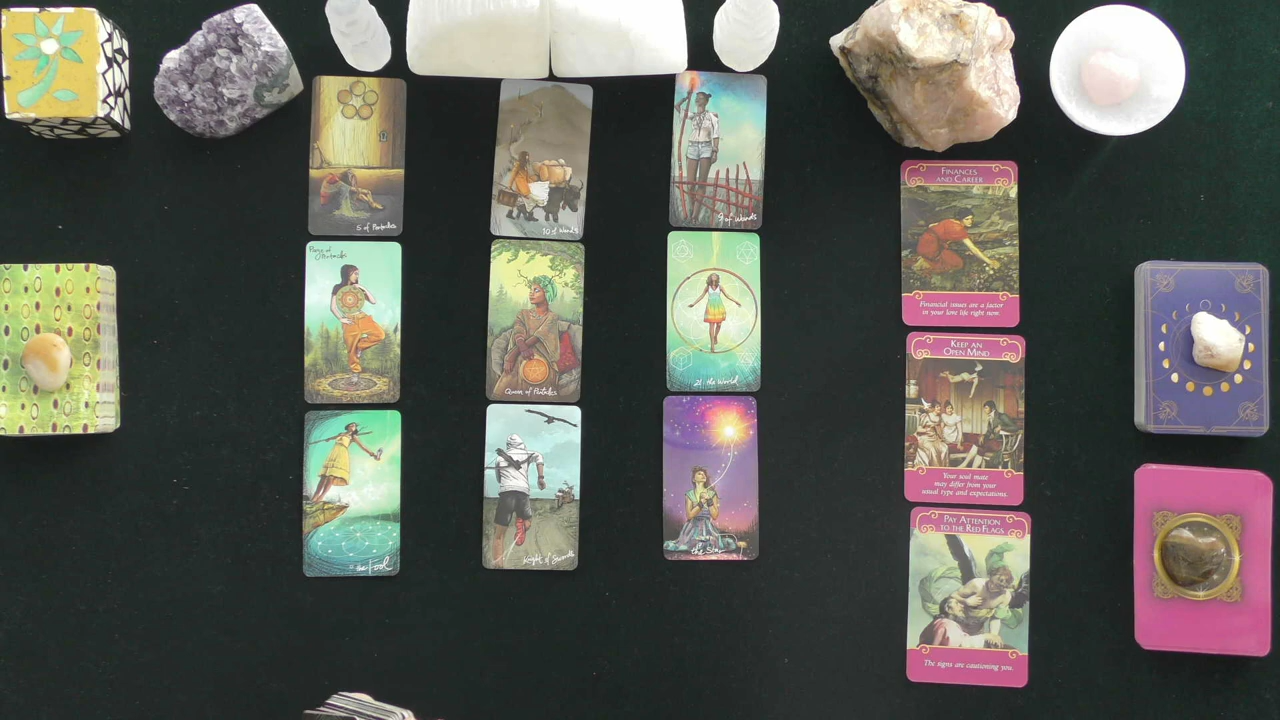 5 of Pentacles
10 of Wands
9 of Wands
Page of
Pentacles
Queen of Pentacles
21 the World
the Fool
Knight of Swords
the Star
FINANCES
AND CAREER
Financial issues are a factor
in your love life right now.
KEEP AN
OPEN MIND
Your soul mate
may differ from your
usual type and expectations.
PAY ATTENTION
TO THE RED FLAGS
The signs are cautioning you.